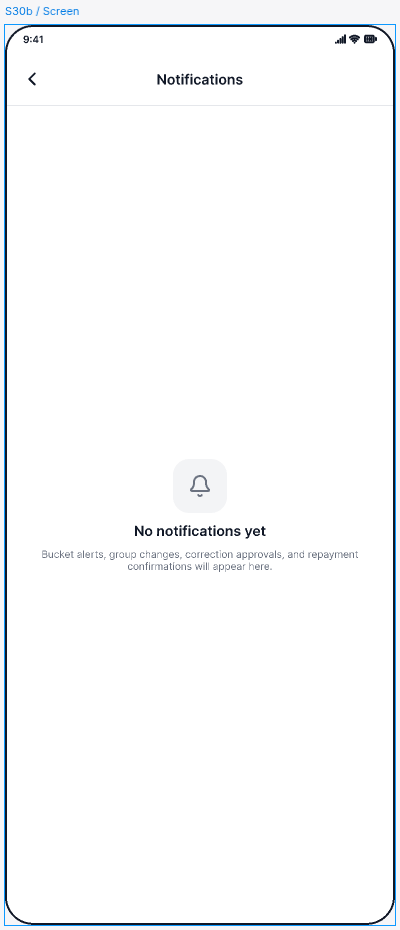 S30b / Screen
9:41
Notifications
No notifications yet
Bucket alerts, group changes, correction approvals, and repayment
confirmations will appear here.